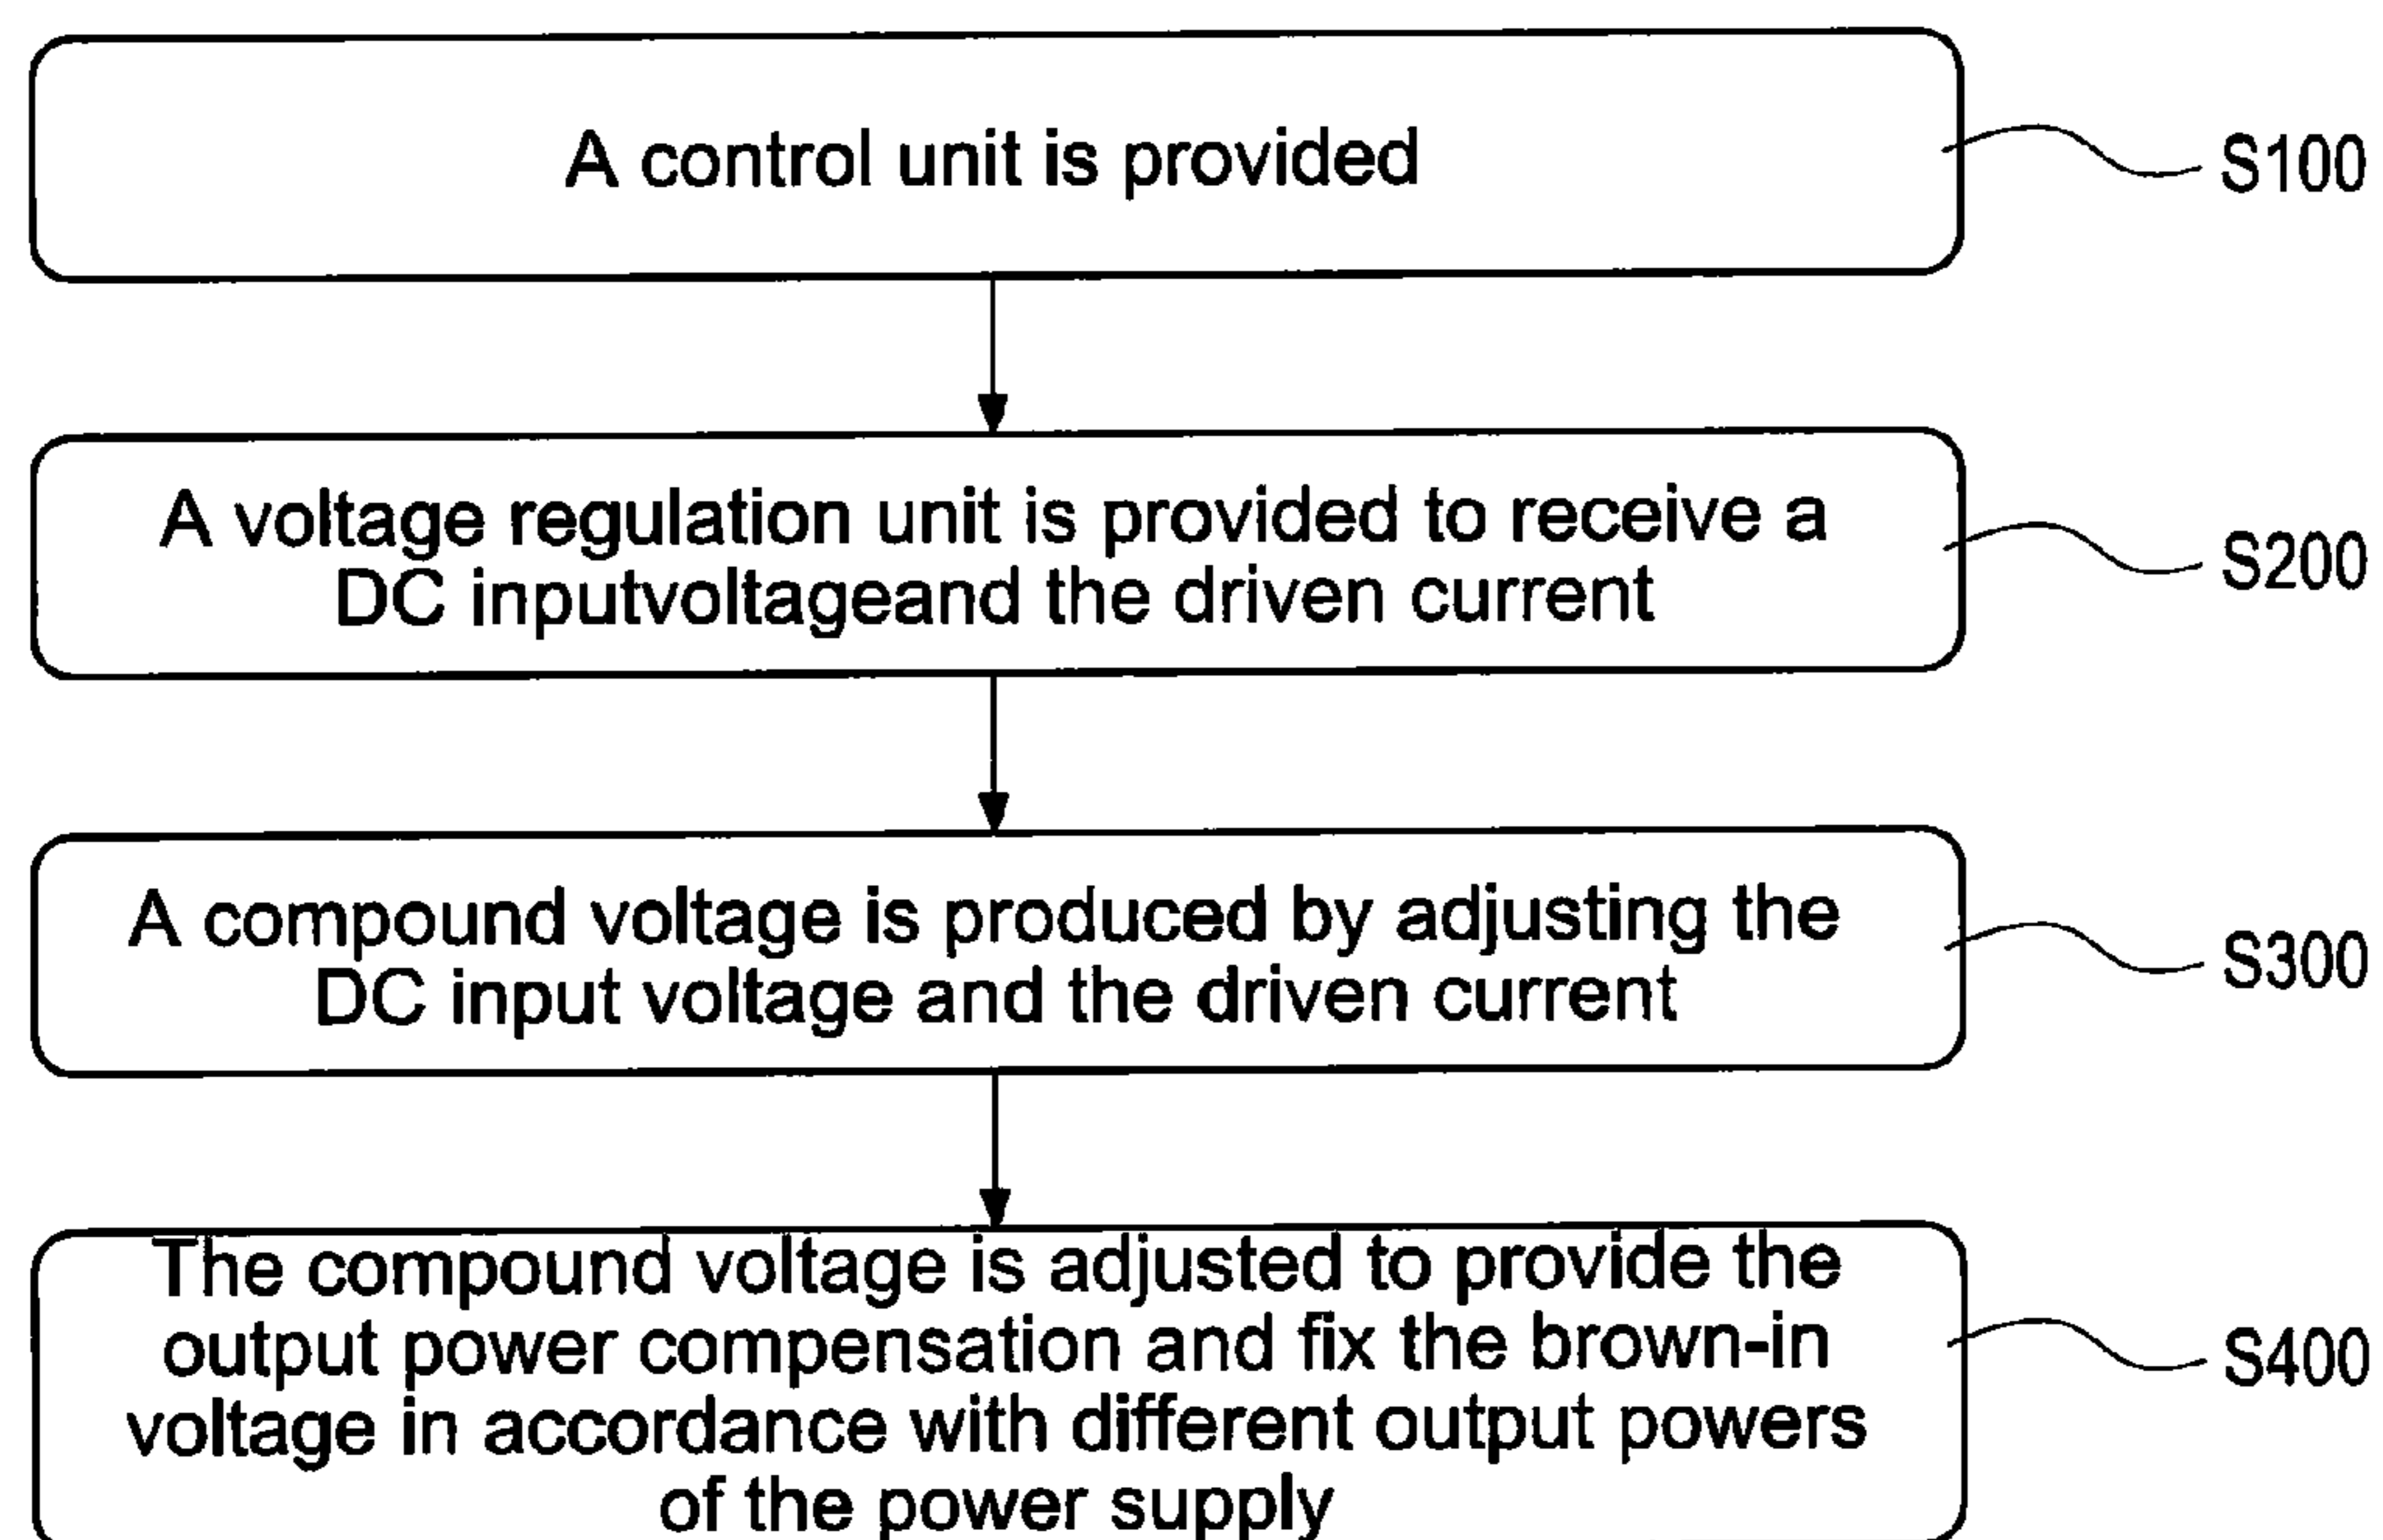 A control unit is provided
S100
A voltage regulation unit is provided to receive a
DC inputvoltageand the driven current
S200
A compound voltage is produced by adjusting the
DC input voltage and the driven current
S300
The compound voltage is adjusted to provide the
output power compensation and fix the brown-in
voltage in accordance with different output powers
of the power supply
S400